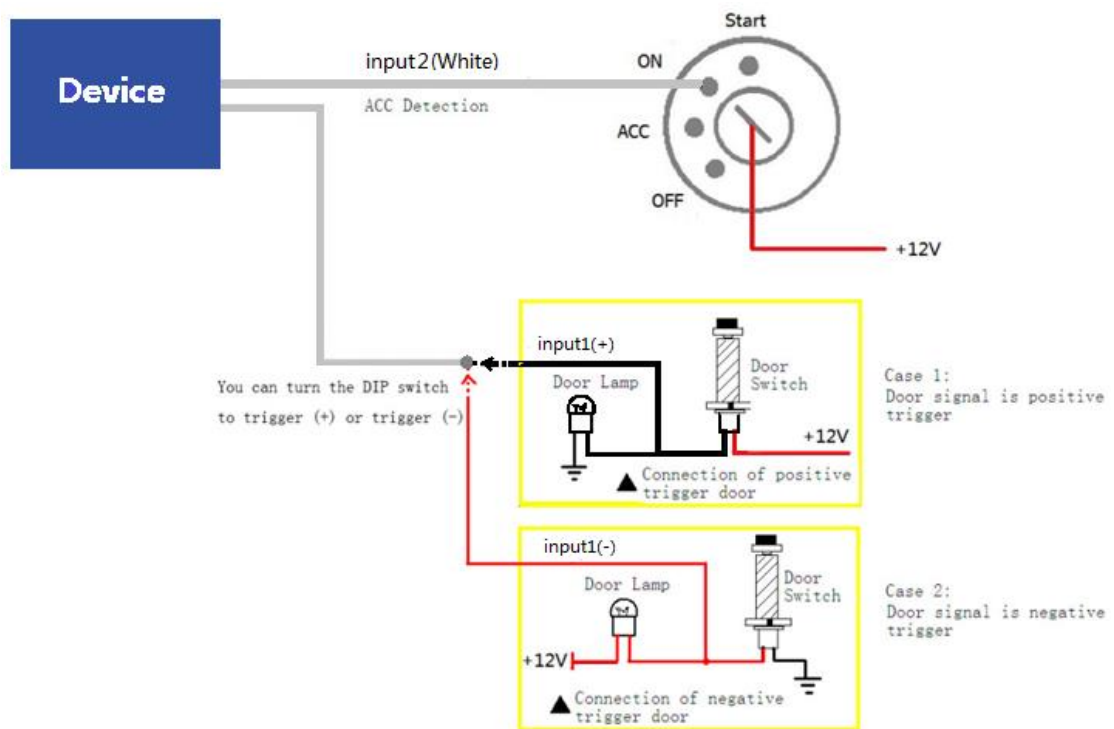 Start
input2(White)
ON
Device
ACC Detection
ACC
OFF
+12V
input1(+)
Door
Switch
Door Lamp
You can turn the DIP switch
to trigger (+) or trigger (-)
Case 1:
Door signal is positive
trigger
+12V
▲ Connection of positive
trigger door
input1(-)
Door Lamp
Door
Switch
Case 2:
Door signal is negative
trigger
+12V
▲ Connection of negative
trigger door